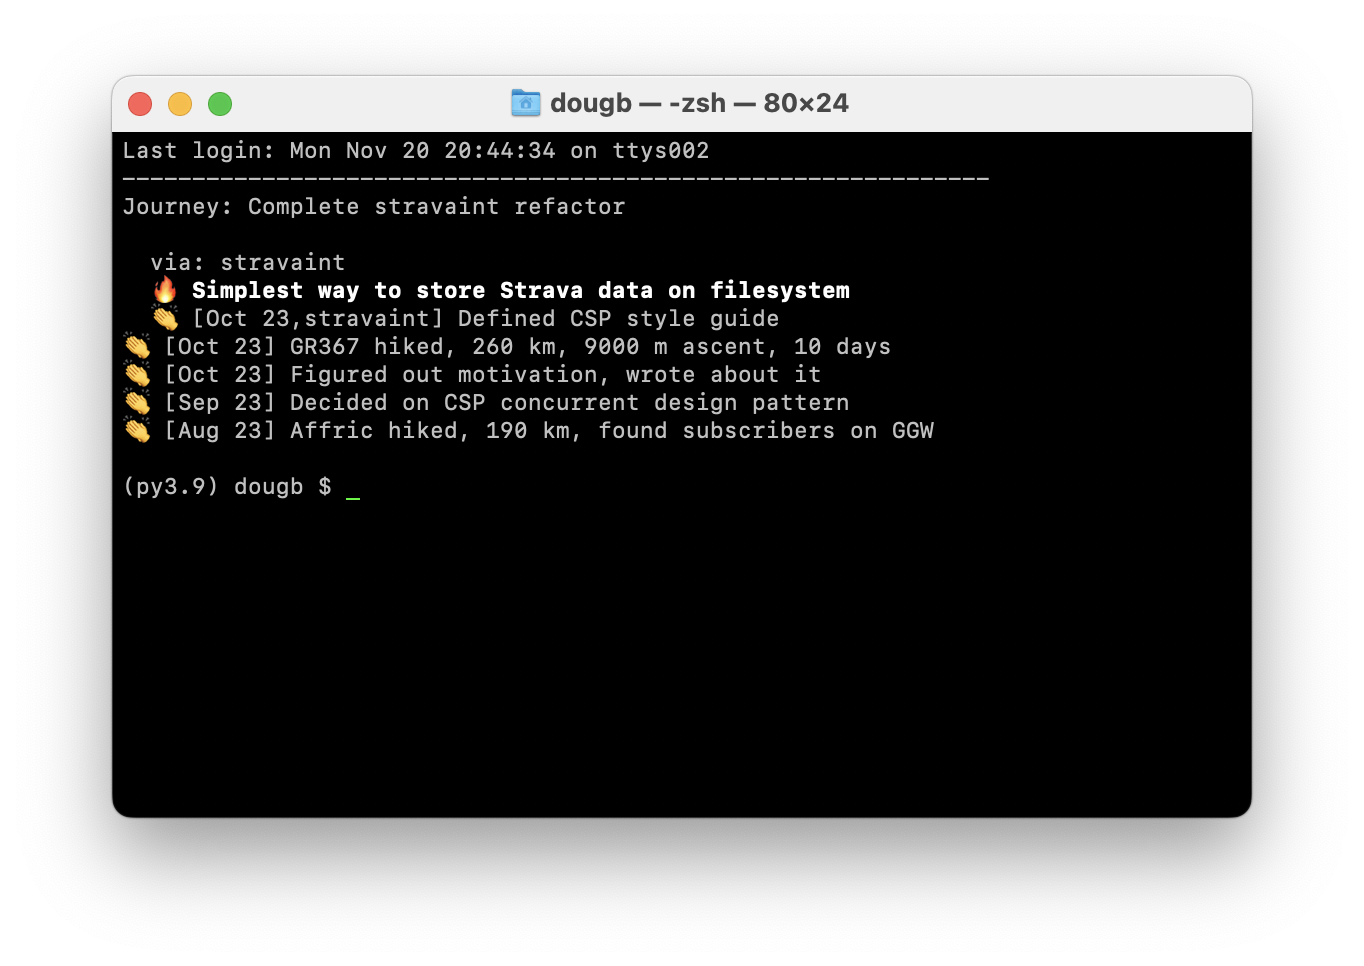 dougb — -zsh — 80×24
Last login: Mon Nov 20 20:44:34 on ttys002
--------------------------------------------------------------
Journey: Complete stravaint refactor
via: stravaint
🔥 Simplest way to store Strava data on filesystem
👏 [Oct 23,stravaint] Defined CSP style guide
👏 [Oct 23] GR367 hiked, 260 km, 9000 m ascent, 10 days
👏 [Oct 23] Figured out motivation, wrote about it
👏 [Sep 23] Decided on CSP concurrent design pattern
👏 [Aug 23] Affric hiked, 190 km, found subscribers on GGW
(py3.9) dougb $ _